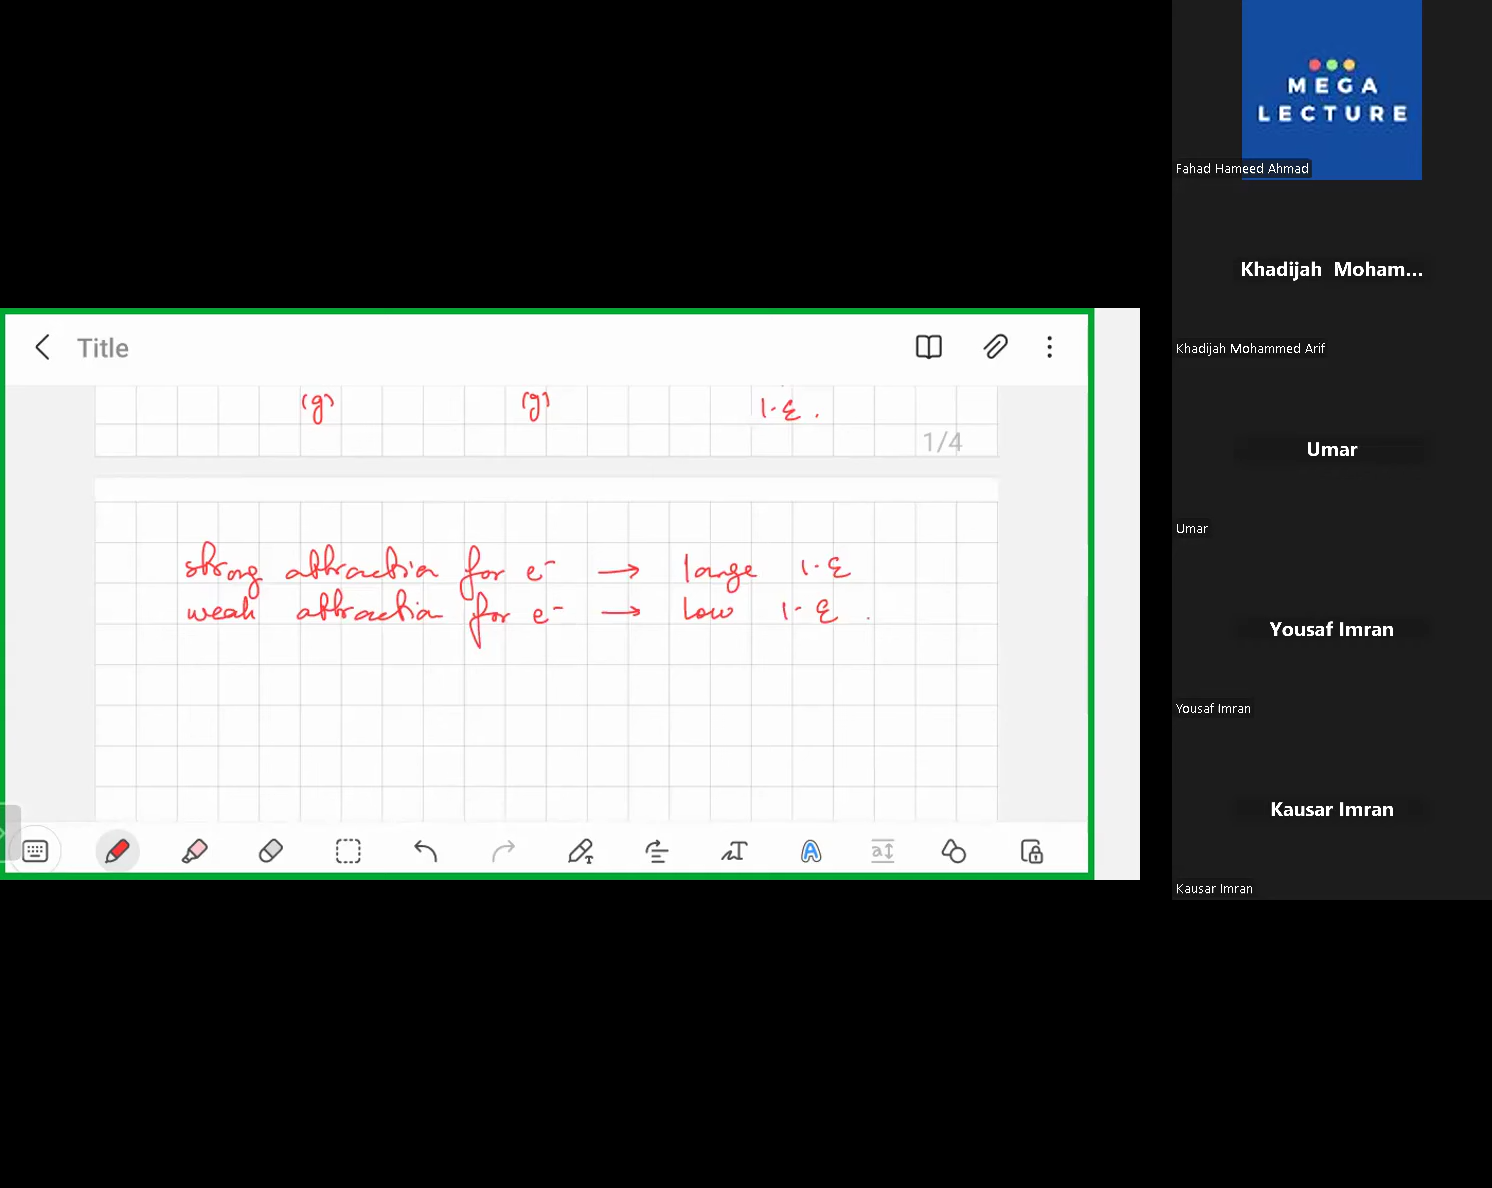 MEGA
LECTURE
Fahad Hameed Ahmad
Khadijah Moham...
Khadijah Mohammed Arif
Umar
Umar
Yousaf Imran
Yousaf Imran
Kausar Imran
Kausar Imran
Title
(g) (g) I.E.
1/4
strong attraction for e⁻ → large I.E
weak attraction for e⁻ → low I.E.